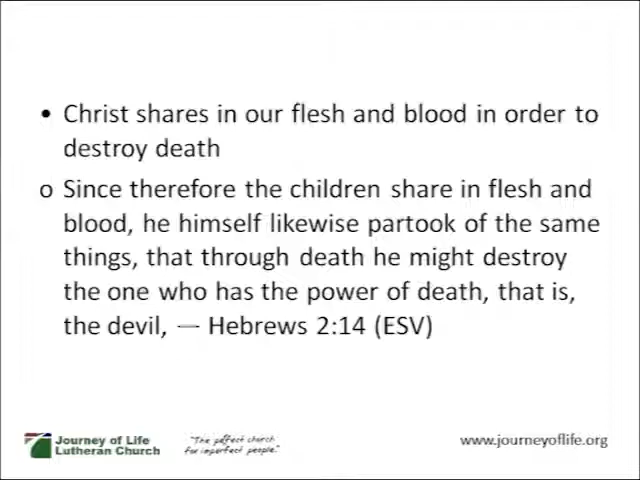 • Christ shares in our flesh and blood in order to
destroy death
o Since therefore the children share in flesh and
blood, he himself likewise partook of the same
things, that through death he might destroy
the one who has the power of death, that is,
the devil, — Hebrews 2:14 (ESV)
Journey of Life
Lutheran Church
"The perfect church
for imperfect people."
www.journeyoflife.org